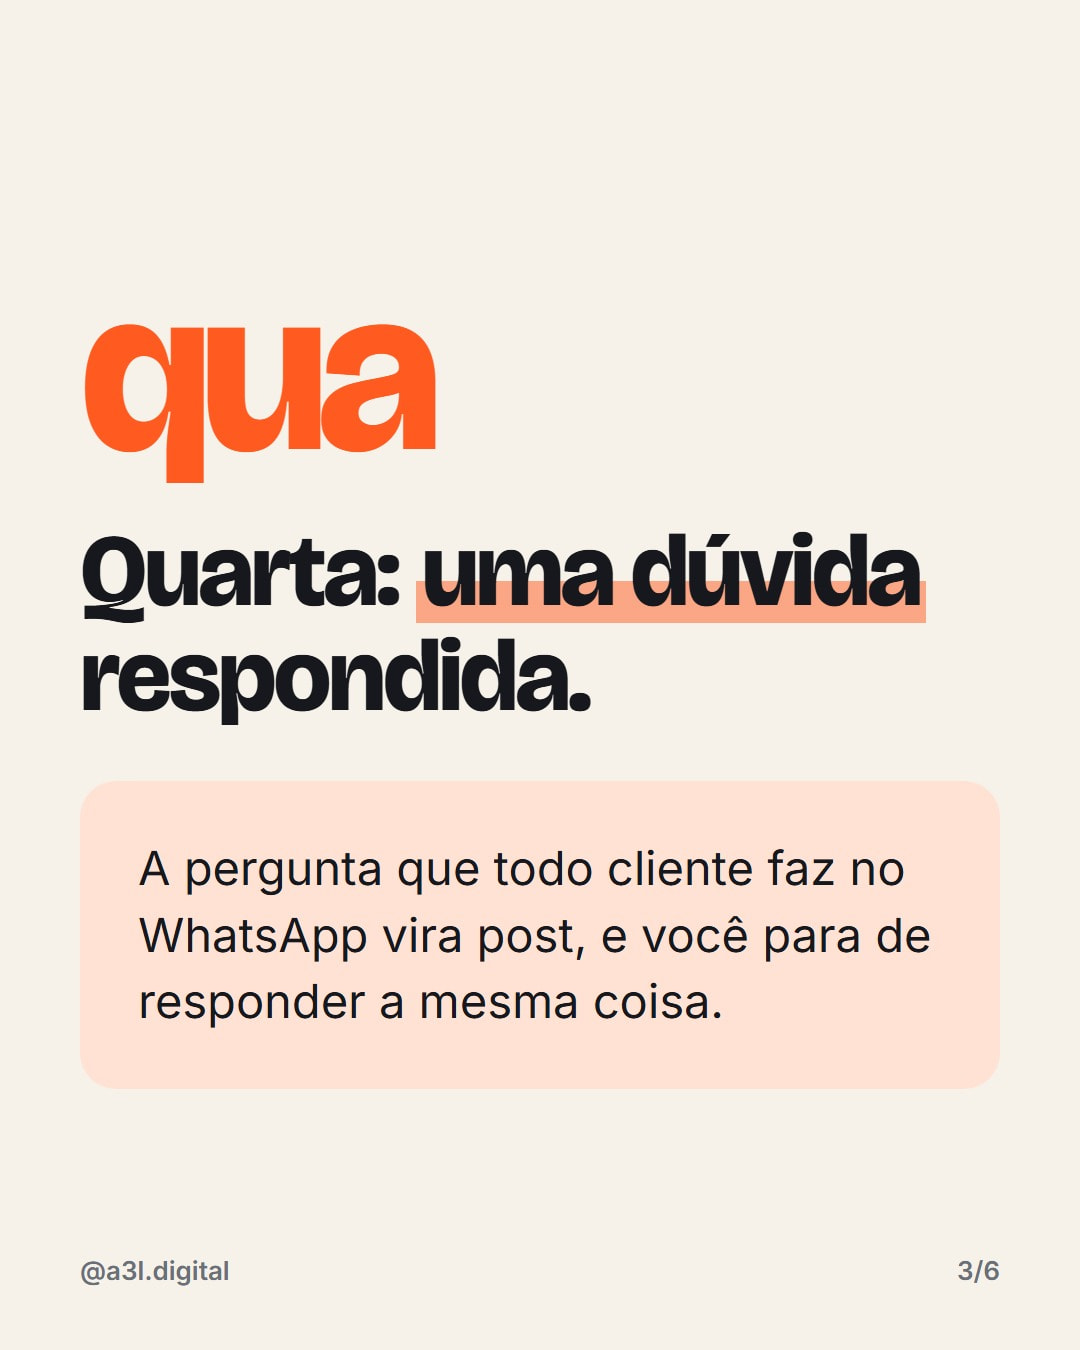 qua
Quarta: uma dúvida
respondida.
A pergunta que todo cliente faz no
WhatsApp vira post, e você para de
responder a mesma coisa.
@a3l.digital
3/6